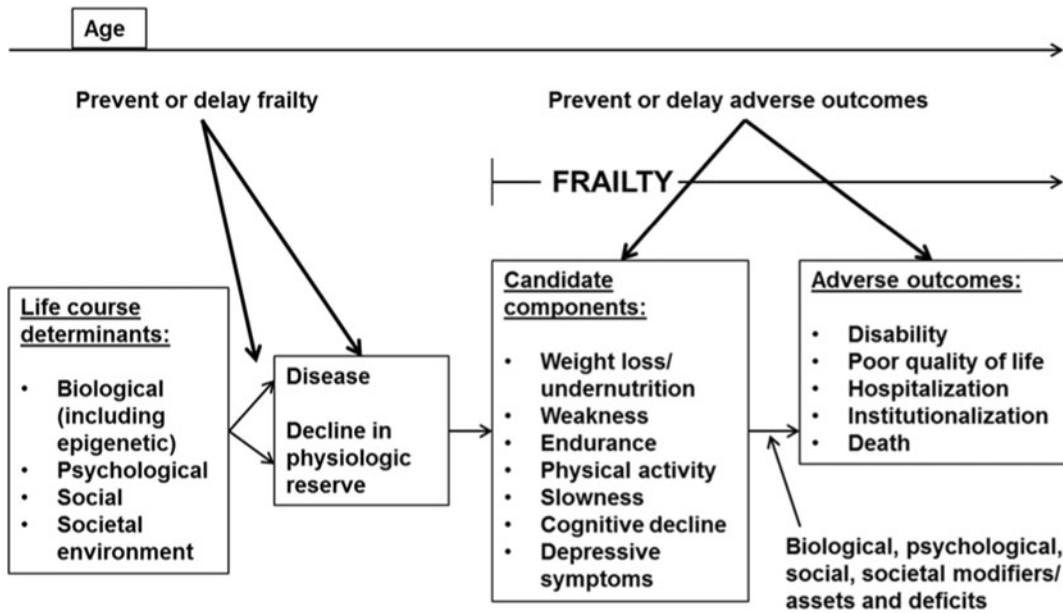 Age
Prevent or delay frailty
Prevent or delay adverse outcomes
FRAILTY
Life course
determinants:
• Biological
(including
epigenetic)
• Psychological
• Social
• Societal
environment
Disease
Decline in
physiologic
reserve
Candidate
components:
• Weight loss/
undernutrition
• Weakness
• Endurance
• Physical activity
• Slowness
• Cognitive decline
• Depressive
symptoms
Adverse outcomes:
• Disability
• Poor quality of life
• Hospitalization
• Institutionalization
• Death
Biological, psychological,
social, societal modifiers/
assets and deficits